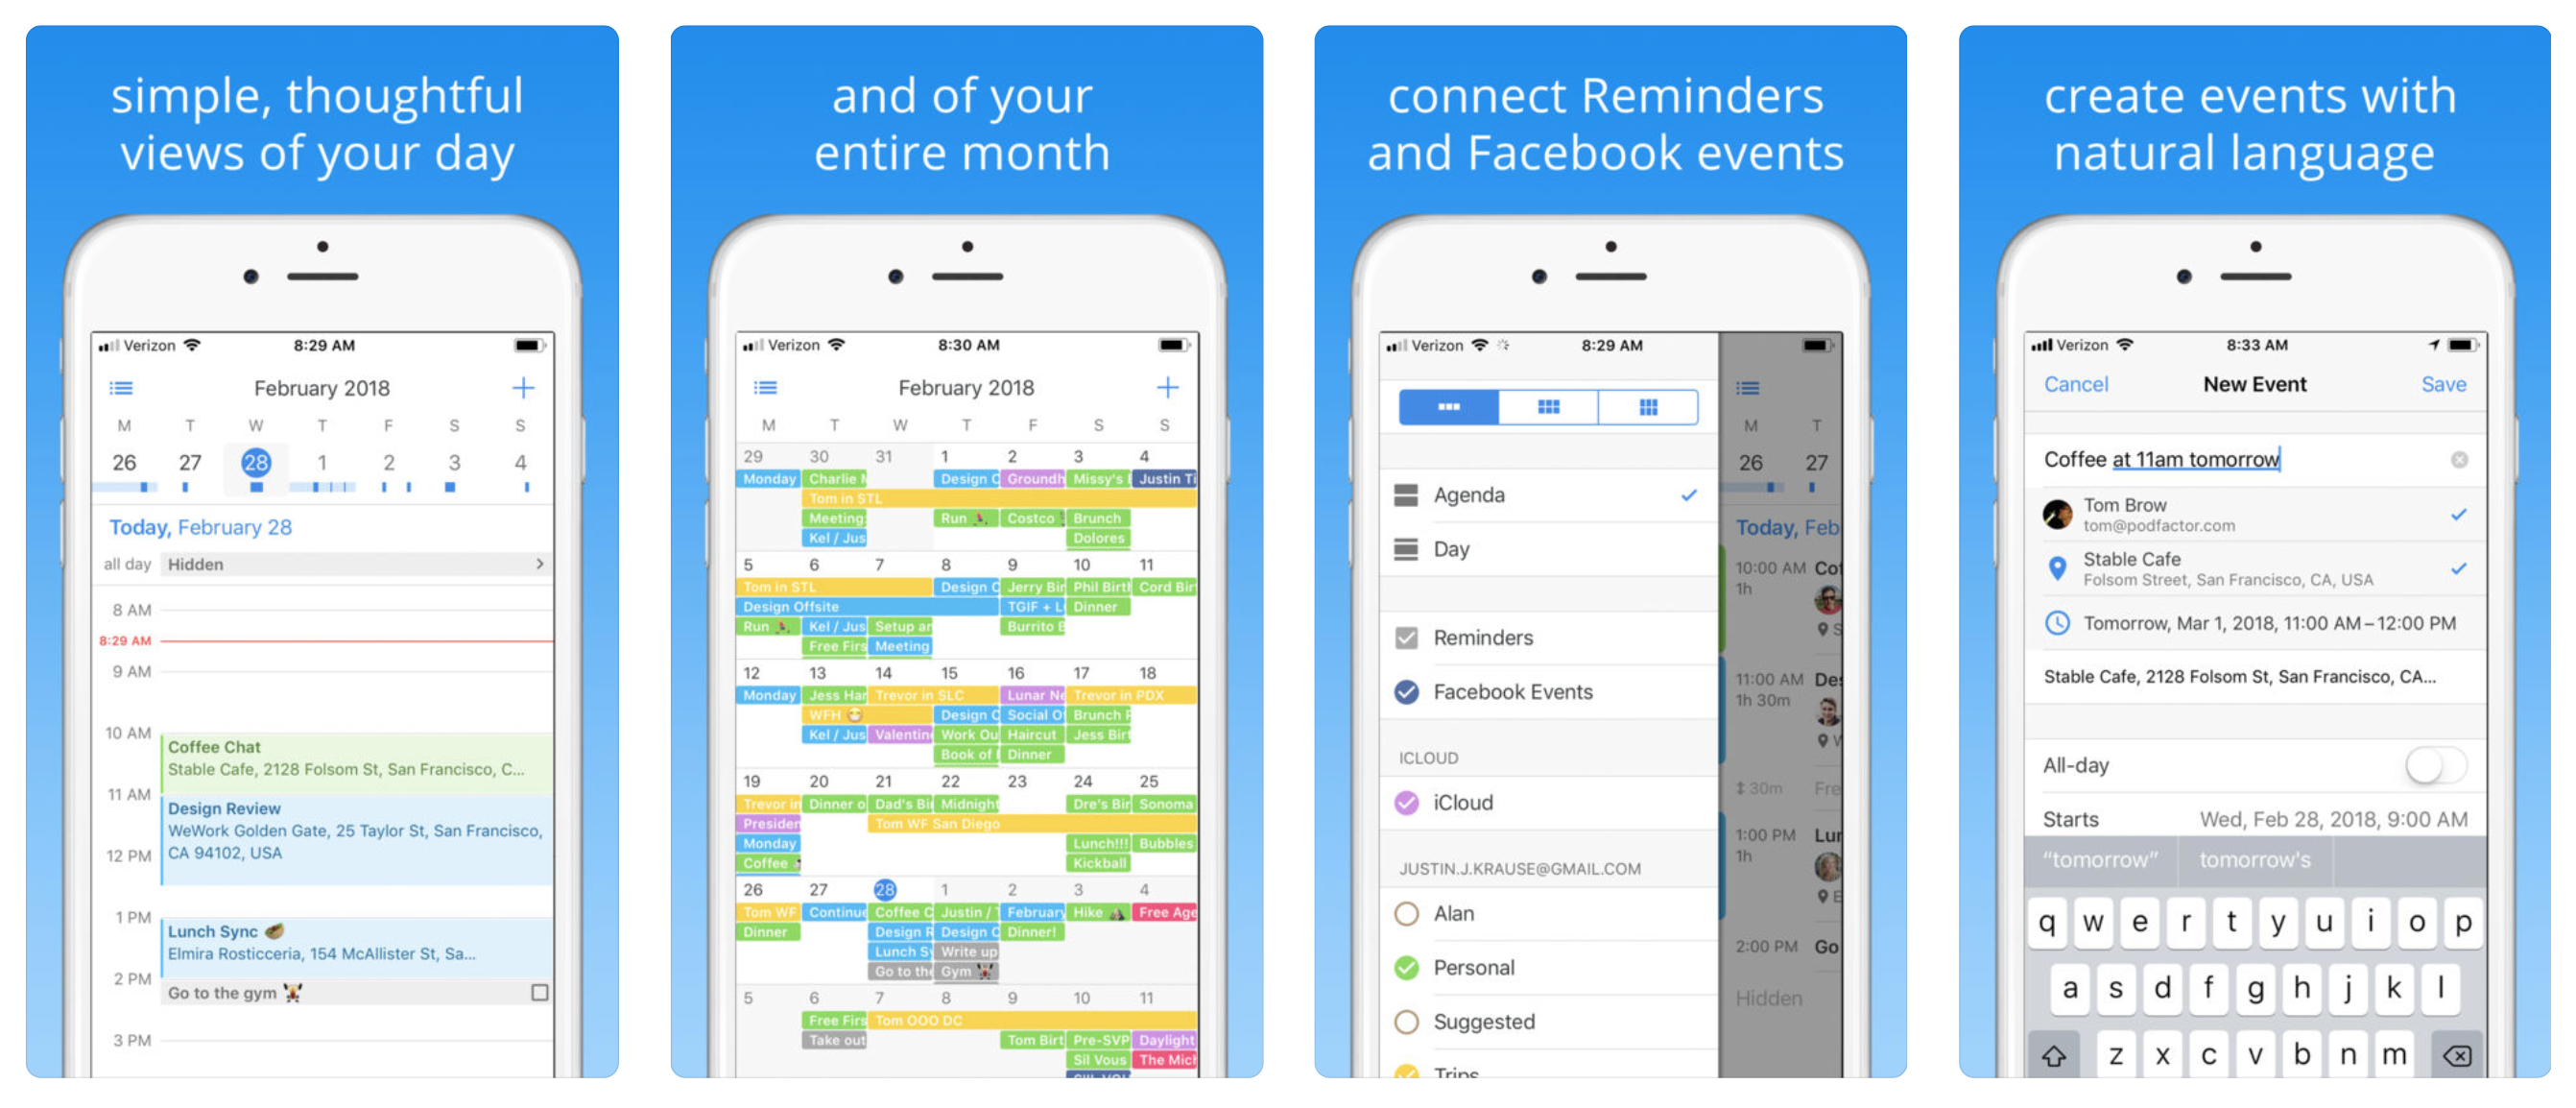 simple, thoughtful
views of your day
Verizon 8:29 AM
February 2018
M T W T F S S
26 27 28 1 2 3 4
Today, February 28
all day Hidden
8 AM
8:29 AM
9 AM
10 AM
Coffee Chat
Stable Cafe, 2128 Folsom St, San Francisco, C...
11 AM
Design Review
WeWork Golden Gate, 25 Taylor St, San Francisco,
12 PM
CA 94102, USA
1 PM
Lunch Sync
Elmira Rosticceria, 154 McAllister St, Sa...
2 PM
Go to the gym
3 PM
and of your
entire month
Verizon 8:30 AM
February 2018
M T W T F S S
29 30 31 1 2 3 4
Monday Charlie Design Groundh Missy's Justin Ti
Tom in STL
Meeting: Run Costco Brunch
Kel / Jus Dolores
5 6 7 8 9 10 11
Tom in STL Design Jerry Bir Phil Birth Cord Bir
Design Offsite TGIF + L Dinner
Run Kel / Jus Setup an Burrito
Free Firs Meeting
12 13 14 15 16 17 18
Monday Jess Har Trevor in SLC Lunar Ne Trevor in PDX
WFH Design Social O Brunch
Kel / Jus Valentin Work Ou Haircut Jess Birt
Book of Dinner
19 20 21 22 23 24 25
Trevor in Dinner o Dad's Bi Midnight Dre's Bir Sonoma
Presiden Tom WF San Diego
Monday Lunch!!! Bubbles
Coffee Kickball
26 27 28 1 2 3 4
Tom WF Continue Coffee C Justin / February Hike Free Age
Dinner Design R Design Dinner!
Lunch S Write up
Go to the Gym
5 6 7 8 9 10 11
Free Firs Tom OOO DC
Take out Tom Birt Pre-SVP Daylight
Sil Vous The Mich
connect Reminders
and Facebook events
Verizon 8:29 AM
Agenda
Day
Reminders
Facebook Events
ICLOUD
iCloud
JUSTIN.J.KRAUSE@GMAIL.COM
Alan
Personal
Suggested
Trips
M T
26 27
Today, Feb
10:00 AM Cof
1h
S
11:00 AM Des
1h 30m
30m Fre
1:00 PM Lun
1h
E
2:00 PM Go
Hidden
create events with
natural language
Verizon 8:33 AM
Cancel New Event Save
Coffee at 11am tomorrow
Tom Brow
tom@podfactor.com
Stable Cafe
Folsom Street, San Francisco, CA, USA
Tomorrow, Mar 1, 2018, 11:00 AM – 12:00 PM
Stable Cafe, 2128 Folsom St, San Francisco, CA...
All-day
Starts Wed, Feb 28, 2018, 9:00 AM
"tomorrow" tomorrow's
q w e r t y u i o p
a s d f g h j k l
z x c v b n m